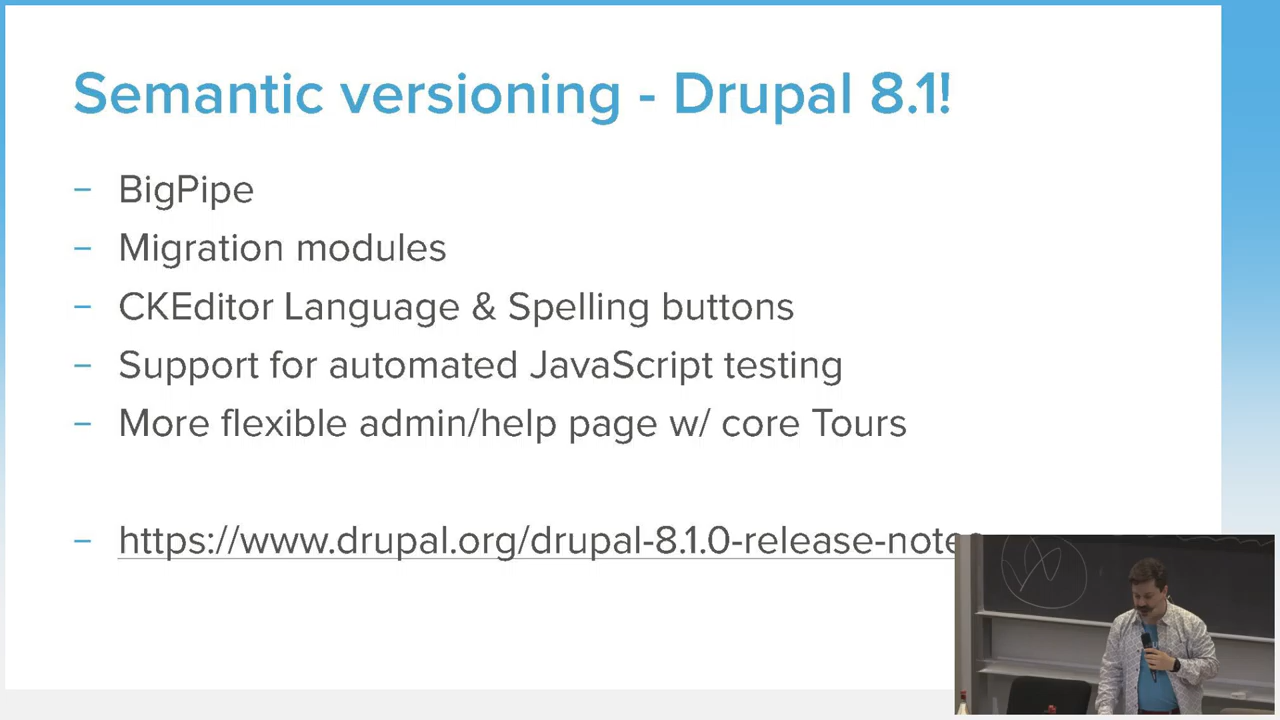 Semantic versioning - Drupal 8.1!
– BigPipe
– Migration modules
– CKEditor Language & Spelling buttons
– Support for automated JavaScript testing
– More flexible admin/help page w/ core Tours
– https://www.drupal.org/drupal-8.1.0-release-notes